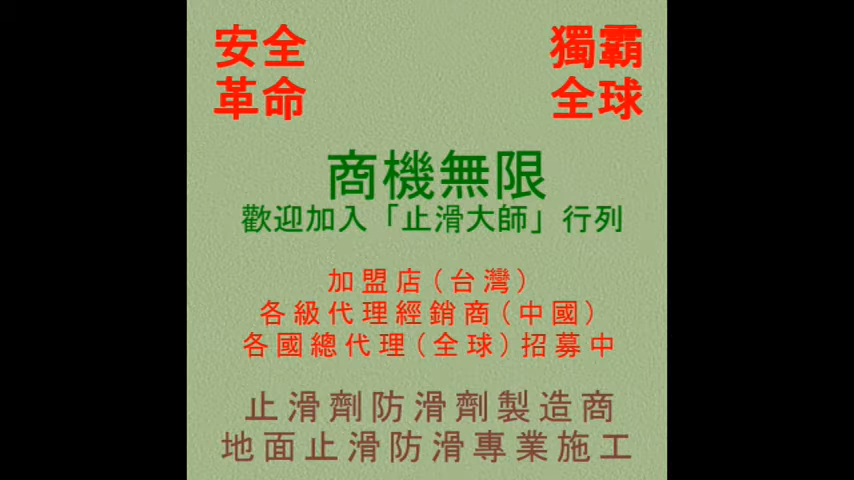 安全 獨霸
革命 全球
商機無限
歡迎加入「止滑大師」行列
加盟店(台灣)
各級代理經銷商(中國)
各國總代理(全球)招募中
止滑劑防滑劑製造商
地面止滑防滑專業施工